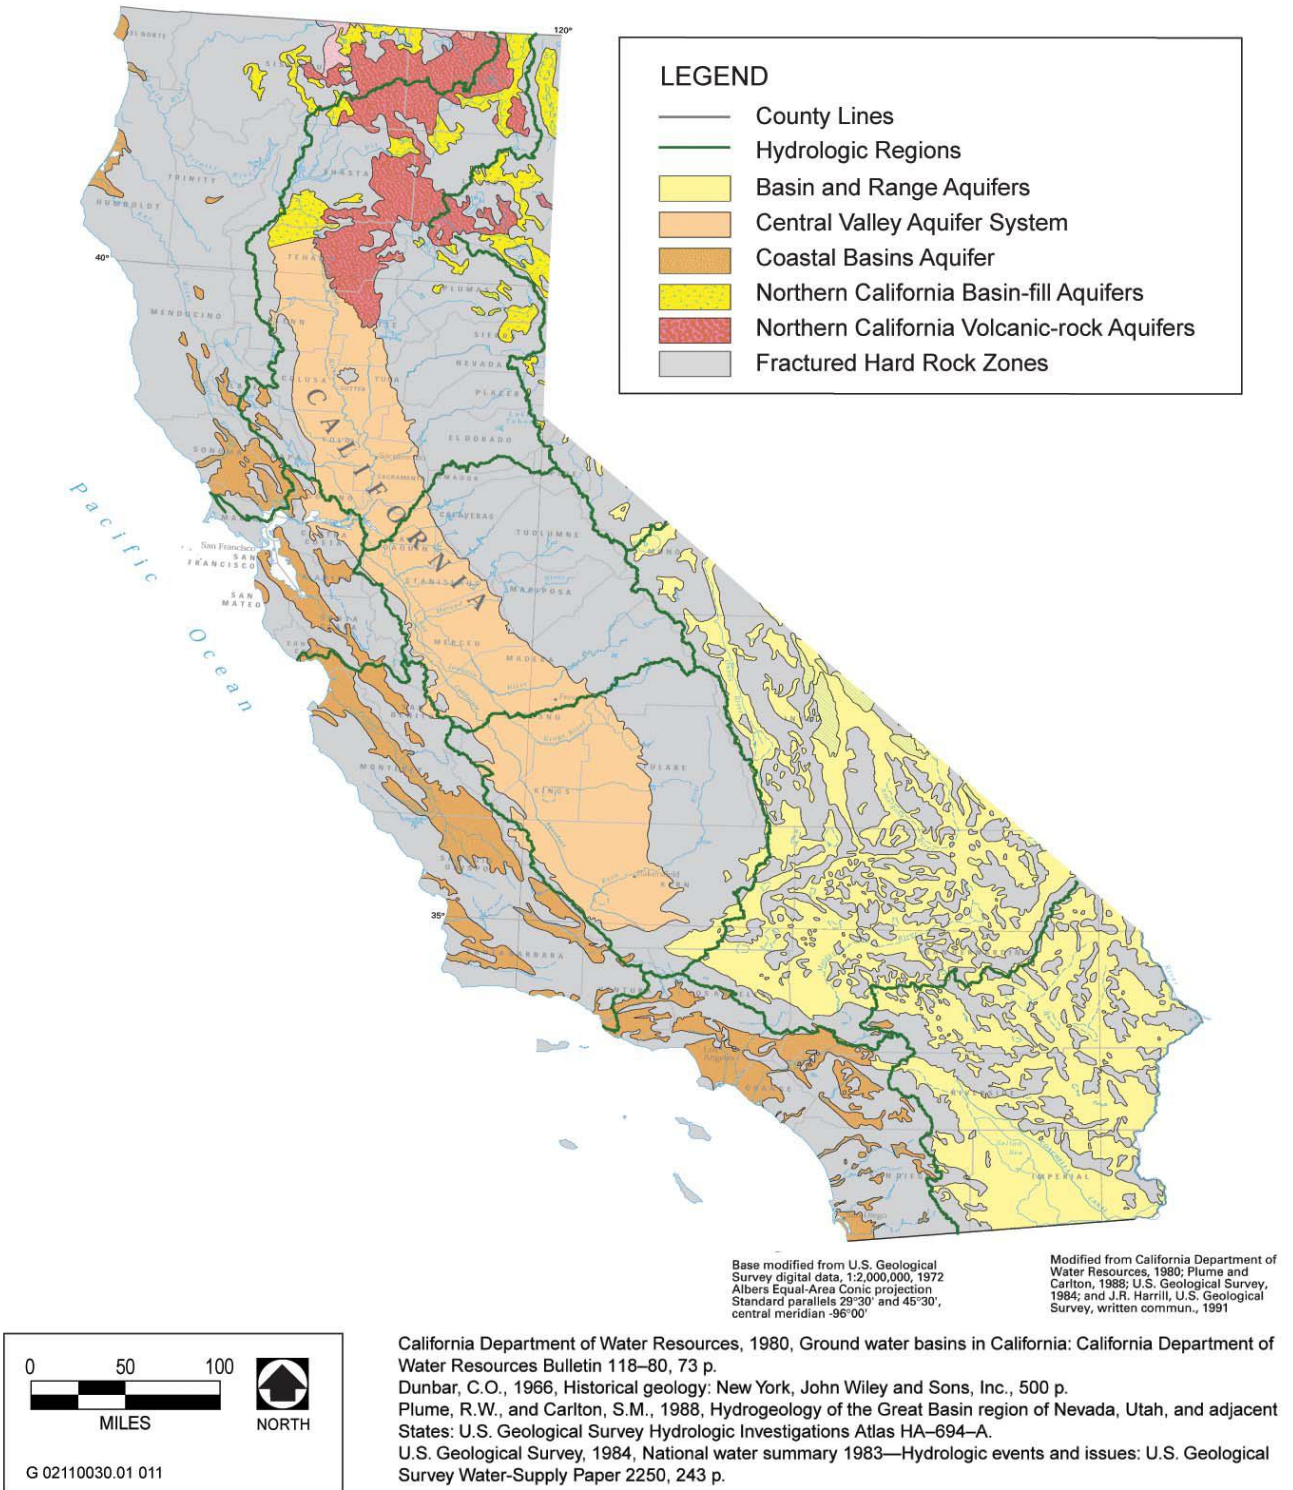 120°
LEGEND
County Lines
Hydrologic Regions
Basin and Range Aquifers
Central Valley Aquifer System
Coastal Basins Aquifer
Northern California Basin-fill Aquifers
Northern California Volcanic-rock Aquifers
Fractured Hard Rock Zones
TRINITY
SHASTA
HUMBOLDT
40°
PLUMAS
MENDOCINO
NEVADA
COLUSA
SUTTER
PLACER
EL DORADO
CALIFORNIA
SACRAMENTO
CALAVERAS
TUOLUMNE
MONO
Pacific Ocean
San Francisco
SAN
FRANCISCO
STANISLAUS
MARIPOSA
SAN
MATEO
MERCED
MADERA
MONTEREY
TULARE
KINGS
Bakersfield
KERN
35°
RIVERSIDE
ORANGE
IMPERIAL
Base modified from U.S. Geological
Survey digital data, 1:2,000,000, 1972
Albers Equal-Area Conic projection
Standard parallels 29°30' and 45°30',
central meridian -96°00'
Modified from California Department of
Water Resources, 1980; Plume and
Carlton, 1988; U.S. Geological Survey,
1984; and J.R. Harrill, U.S. Geological
Survey, written commun., 1991
0 50 100
MILES
NORTH
G 02110030.01 011
California Department of Water Resources, 1980, Ground water basins in California: California Department of
Water Resources Bulletin 118–80, 73 p.
Dunbar, C.O., 1966, Historical geology: New York, John Wiley and Sons, Inc., 500 p.
Plume, R.W., and Carlton, S.M., 1988, Hydrogeology of the Great Basin region of Nevada, Utah, and adjacent
States: U.S. Geological Survey Hydrologic Investigations Atlas HA–694–A.
U.S. Geological Survey, 1984, National water summary 1983—Hydrologic events and issues: U.S. Geological
Survey Water-Supply Paper 2250, 243 p.